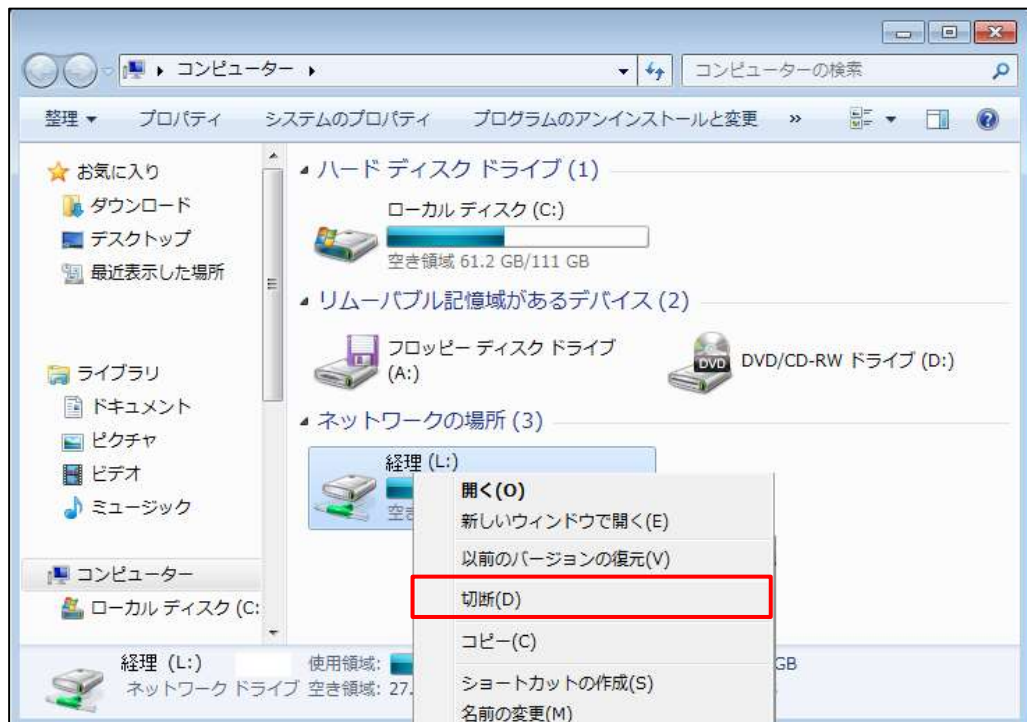 コンピューター
コンピューターの検索
整理 プロパティ システムのプロパティ プログラムのアンインストールと変更 »
お気に入り
ダウンロード
デスクトップ
最近表示した場所
ライブラリ
ドキュメント
ピクチャ
ビデオ
ミュージック
コンピューター
ローカル ディスク (C:
ハード ディスク ドライブ (1)
ローカル ディスク (C:)
空き領域 61.2 GB/111 GB
リムーバブル記憶域があるデバイス (2)
フロッピー ディスク ドライブ
(A:)
DVD
DVD/CD-RW ドライブ (D:)
ネットワークの場所 (3)
経理 (L:)
空き
開く(O)
新しいウィンドウで開く(E)
以前のバージョンの復元(V)
切断(D)
コピー(C)
ショートカットの作成(S)
名前の変更(M)
経理 (L:) 使用領域: GB
ネットワーク ドライブ 空き領域: 27.